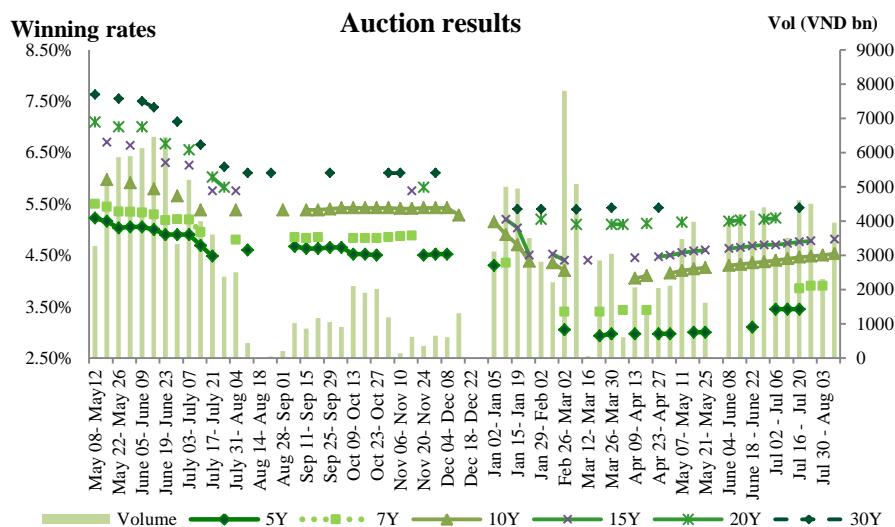 Auction results
Winning rates
Vol (VND bn)
8.50%
7.50%
6.50%
5.50%
4.50%
3.50%
2.50%
9000
8000
7000
6000
5000
4000
3000
2000
1000
0
May 08- May 12
May 22- May 26
June 05- June 09
June 19- June 23
July 03- July 07
July 17- July 21
July 31- Aug 04
Aug 14- Aug 18
Aug 28- Sep 01
Sep 11- Sep 15
Sep 25- Sep 29
Oct 09- Oct 13
Oct 23- Oct 27
Nov 06- Nov 10
Nov 20- Nov 24
Dec 04- Dec 08
Dec 18- Dec 22
Jan 02- Jan 05
Jan 15- Jan 19
Jan 29- Feb 02
Feb 26- Mar 02
Mar 12- Mar 16
Mar 26- Mar 30
Apr 09- Apr 13
Apr 23- Apr 27
May 07- May 11
May 21- May 25
June 04- June 08
June 18 - June 22
Jul 02 - Jul 06
Jul 16 - Jul 20
Jul 30 - Aug 03
Volume
5Y
7Y
10Y
15Y
20Y
30Y